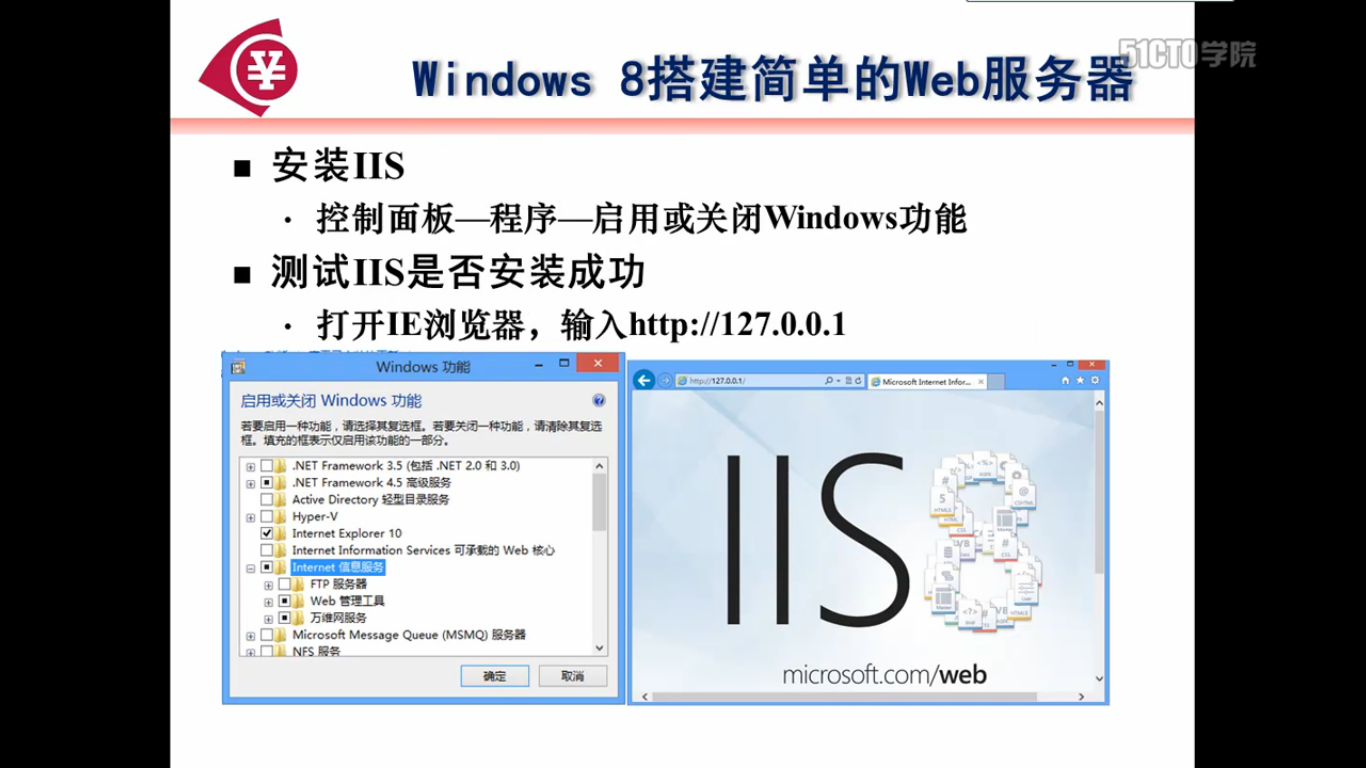 51CTO学院
Windows 8搭建简单的Web服务器
■ 安装IIS
· 控制面板—程序—启用或关闭Windows功能
■ 测试IIS是否安装成功
· 打开IE浏览器，输入http://127.0.0.1
Windows 功能
启用或关闭 Windows 功能
若要启用一种功能，请选择其复选框。若要关闭一种功能，请清除其复选
框。填充的框表示仅启用该功能的一部分。
.NET Framework 3.5 (包括 .NET 2.0 和 3.0)
.NET Framework 4.5 高级服务
Active Directory 轻型目录服务
Hyper-V
Internet Explorer 10
Internet Information Services 可承载的 Web 核心
Internet 信息服务
FTP 服务器
Web 管理工具
万维网服务
Microsoft Message Queue (MSMQ) 服务器
NFS 服务
确定 取消
http://127.0.0.1/
Microsoft Internet Infor...
IIS
microsoft.com/web